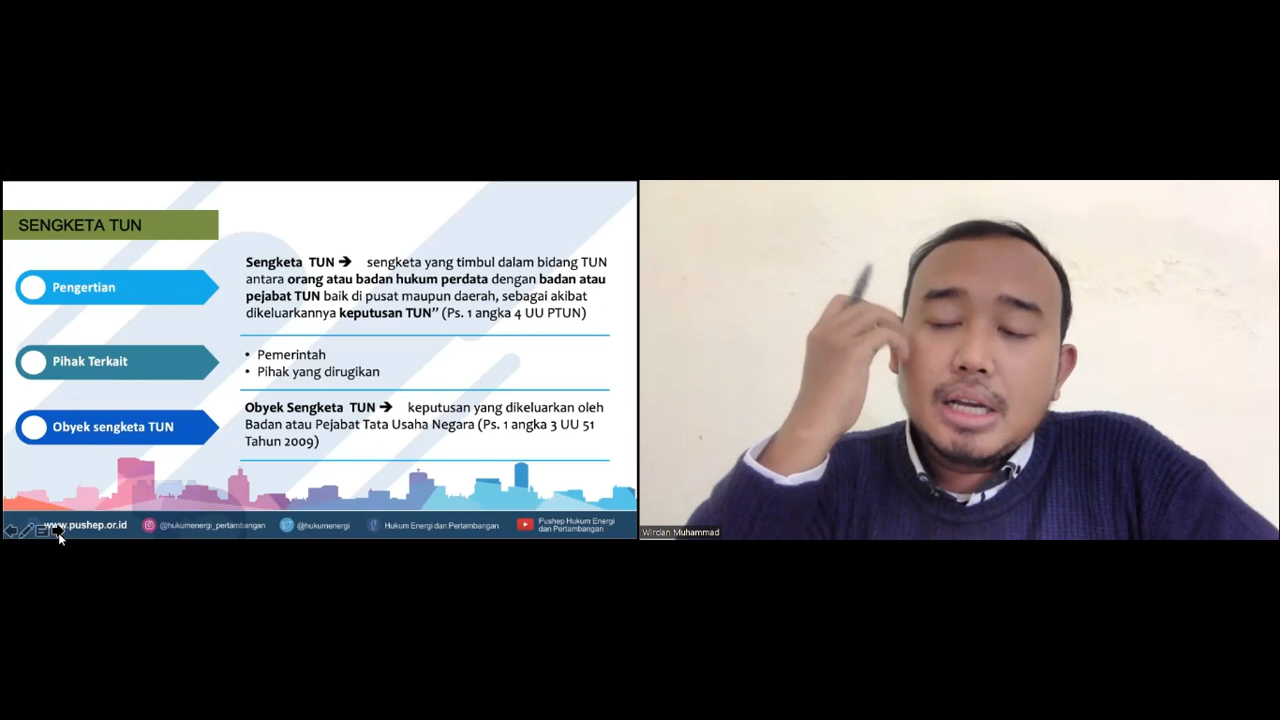 SENGKETA TUN
Pengertian
Sengketa TUN ➔ sengketa yang timbul dalam bidang TUN
antara orang atau badan hukum perdata dengan badan atau
pejabat TUN baik di pusat maupun daerah, sebagai akibat
dikeluarkannya keputusan TUN” (Ps. 1 angka 4 UU PTUN)
Pihak Terkait
• Pemerintah
• Pihak yang dirugikan
Obyek sengketa TUN
Obyek Sengketa TUN ➔ keputusan yang dikeluarkan oleh
Badan atau Pejabat Tata Usaha Negara (Ps. 1 angka 3 UU 51
Tahun 2009)
www.pushep.or.id
@hukumenergi_pertambangan
@hukumenergi
Hukum Energi dan Pertambangan
Pushep Hukum Energi
dan Pertambangan
Wirdan Muhammad